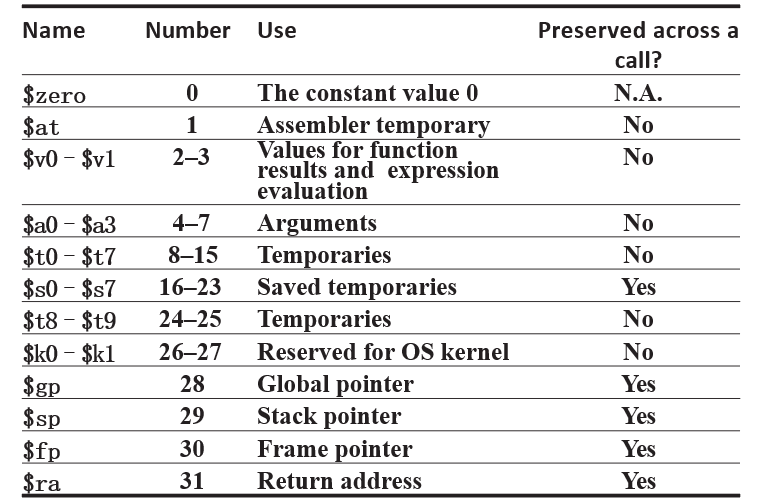 Name Number Use Preserved across a
call?
$zero 0 The constant value 0 N.A.
$at 1 Assembler temporary No
$v0 – $v1 2–3 Values for function No
results and expression
evaluation
$a0 – $a3 4–7 Arguments No
$t0 – $t7 8–15 Temporaries No
$s0 – $s7 16–23 Saved temporaries Yes
$t8 – $t9 24–25 Temporaries No
$k0 – $k1 26–27 Reserved for OS kernel No
$gp 28 Global pointer Yes
$sp 29 Stack pointer Yes
$fp 30 Frame pointer Yes
$ra 31 Return address Yes